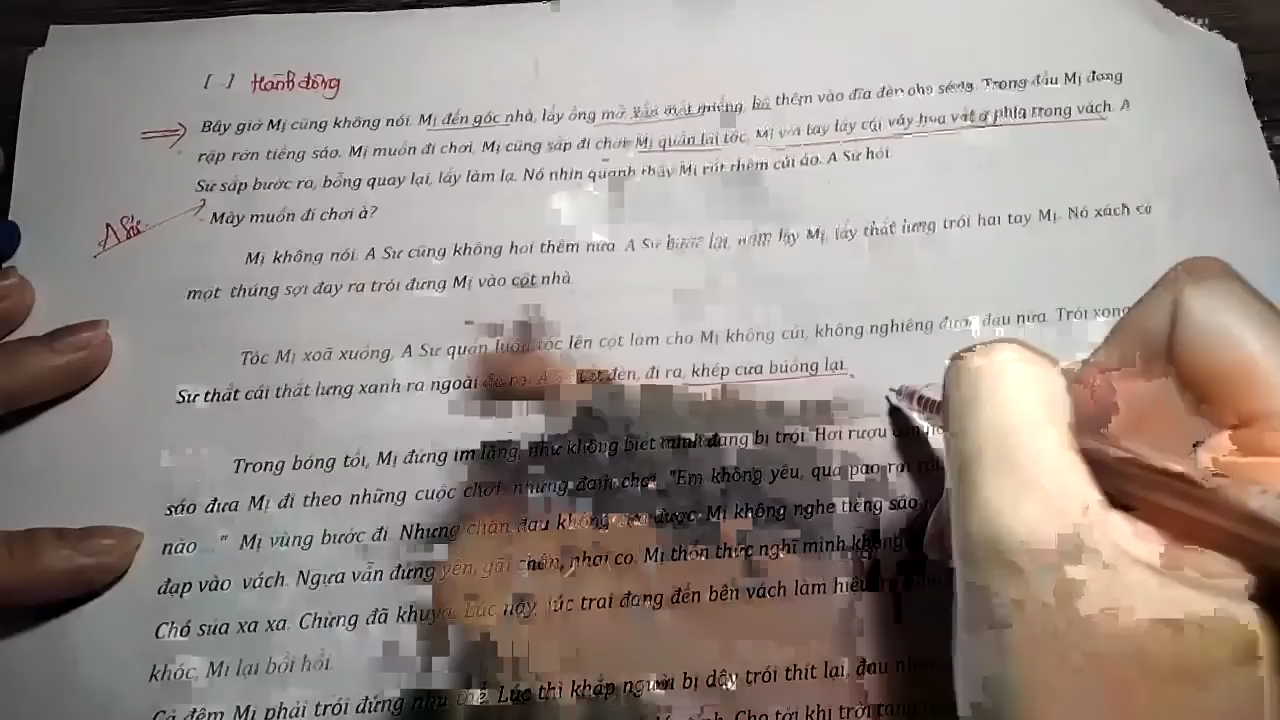 [ ] Hành động
Bây giờ Mị cũng không nói. Mị đến góc nhà, lấy ống mỡ một miếng, bỏ thêm vào đĩa đèn cho sáng. Trong đầu Mị đang
rập rờn tiếng sáo. Mị muốn đi chơi, Mị cũng sắp đi chơi. Mị quấn lại tóc, Mị với tay lấy cái váy hoa vắt ở phía trong vách. A
Sử sắp bước ra, bỗng quay lại, lấy làm lạ. Nó nhìn quanh thấy Mị rút thêm cái áo. A Sử hỏi
A Sử
- Mày muốn đi chơi à?
Mị không nói. A Sử cũng không hỏi thêm nữa. A Sử bước lại, nắm lấy Mị, lấy thắt lưng trói hai tay Mị. Nó xách cả
một thúng sợi đay ra trói đứng Mị vào cột nhà
Tóc Mị xoã xuống, A Sử quấn luôn tóc lên cột làm cho Mị không cúi, không nghiêng được đầu nữa. Trói xong
Sử thắt cái thắt lưng xanh ra ngoài đèn, đi ra, khép cửa buồng lại.
Trong bóng tối, Mị đứng im lặng, như không biết mình đang bị trói. Hơi rượu
sáo đưa Mị đi theo những cuộc chơi, những đám chơi. "Em không yêu, quả pao rơi rồi
nào ..." Mị vùng bước đi. Nhưng chân đau không được. Mị không nghe tiếng sáo
đạp vào vách. Ngựa vẫn đứng yên, gãi chân, nhai cỏ. Mị thổn thức nghĩ mình không
Chó sủa xa xa. Chừng đã khuya. Lúc này, lúc trai đang đến bên vách làm hiệu
khóc, Mị lại bồi hồi.
Cả đêm Mị phải trói đứng như thế. Lúc thì khắp người bị dây trói thít lại, đau
Cho tới khi trời